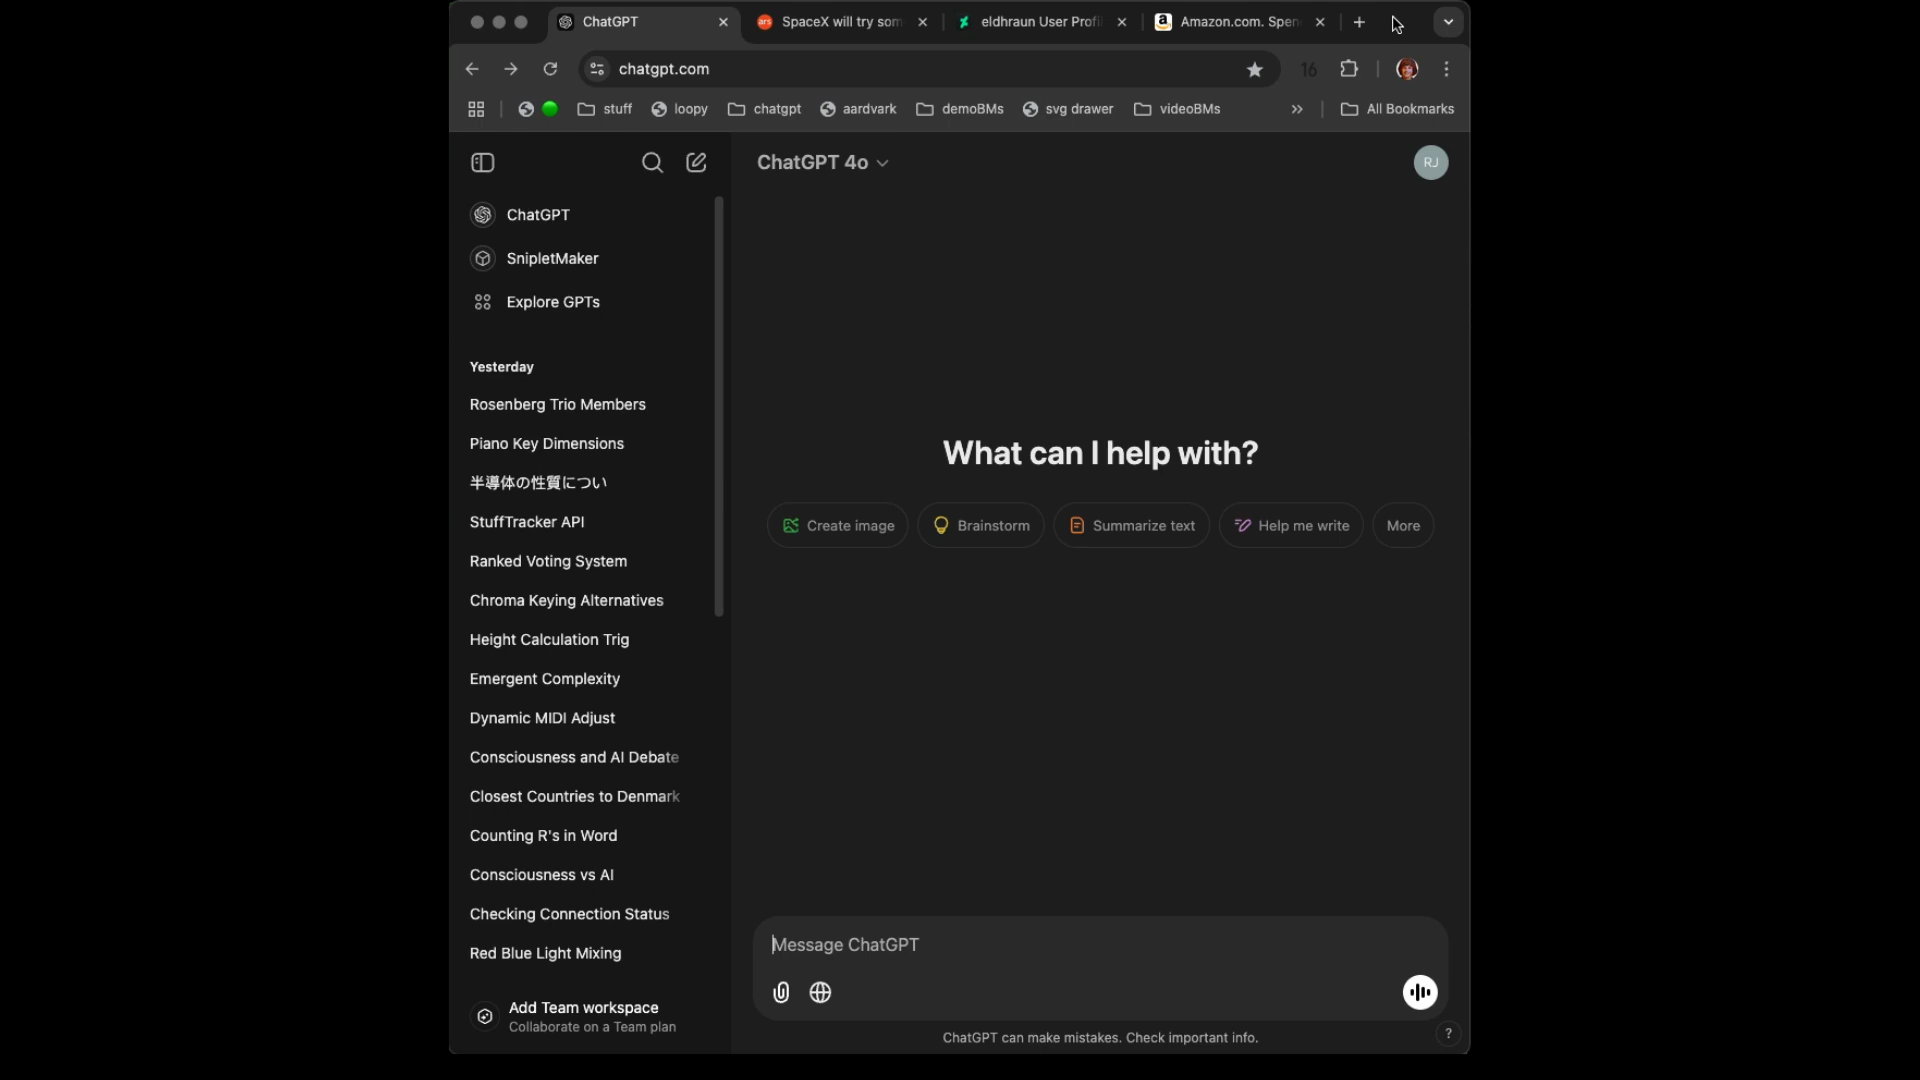 ChatGPT
ars
SpaceX will try som
eldhraun User Profi
a
Amazon.com. Spen
chatgpt.com
16
stuff
loopy
chatgpt
aardvark
demoBMs
svg drawer
videoBMs
All Bookmarks
ChatGPT 4o
RJ
ChatGPT
SnipletMaker
Explore GPTs
Yesterday
Rosenberg Trio Members
Piano Key Dimensions
半導体の性質につい
StuffTracker API
Ranked Voting System
Chroma Keying Alternatives
Height Calculation Trig
Emergent Complexity
Dynamic MIDI Adjust
Consciousness and AI Debate
Closest Countries to Denmark
Counting R's in Word
Consciousness vs AI
Checking Connection Status
Red Blue Light Mixing
Add Team workspace
Collaborate on a Team plan
What can I help with?
Create image
Brainstorm
Summarize text
Help me write
More
Message ChatGPT
ChatGPT can make mistakes. Check important info.
?